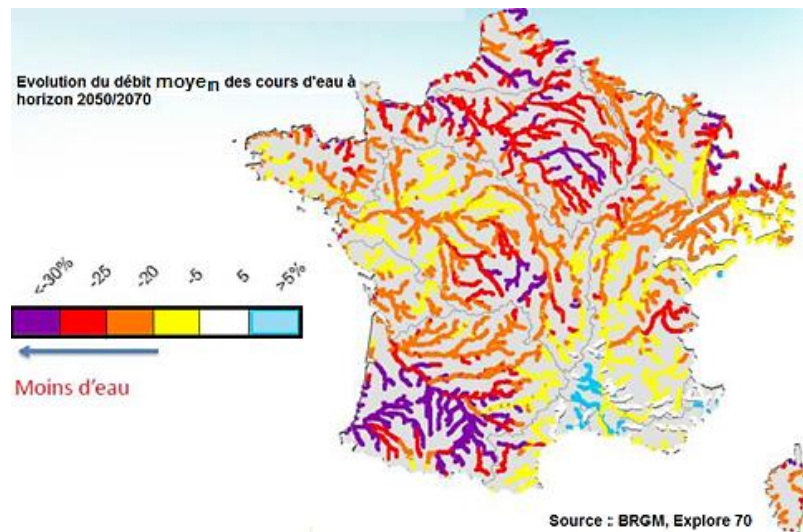 Evolution du débit moyen des cours d'eau à
horizon 2050/2070
<-30% -25 -20 -5 5 >5%
Moins d'eau
Source : BRGM, Explore 70